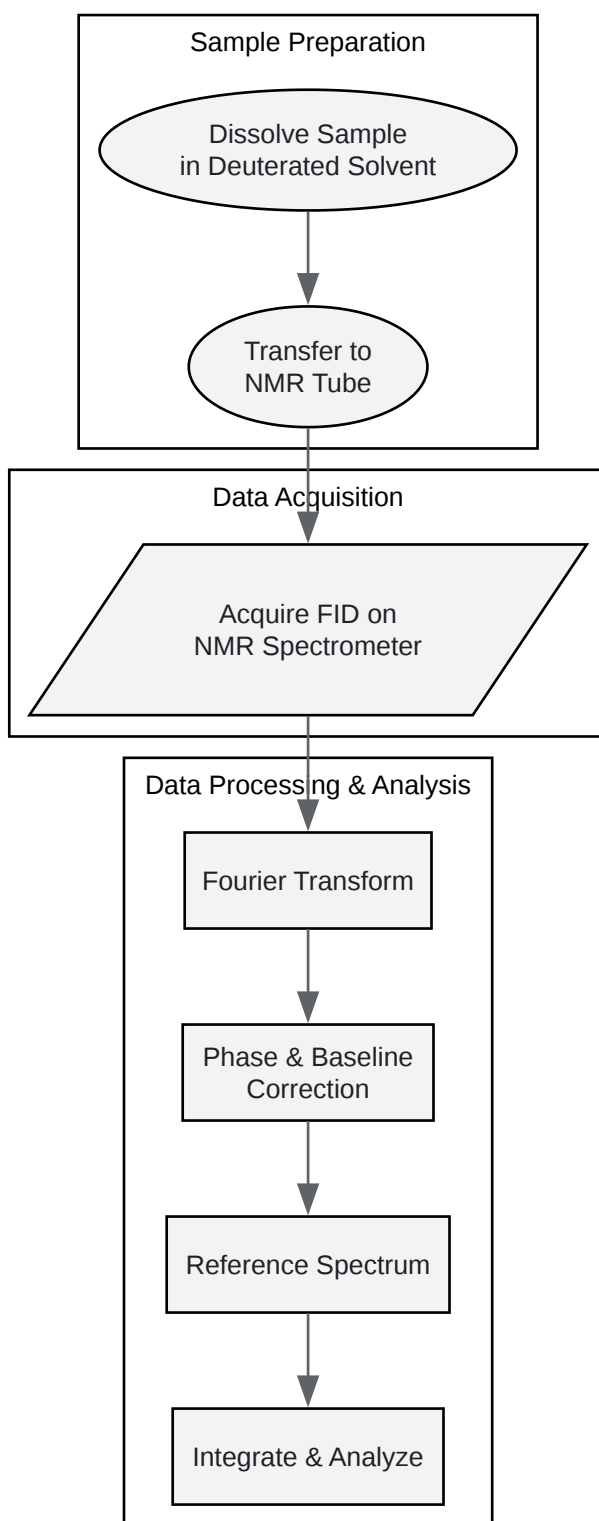 Sample Preparation
Dissolve Sample
in Deuterated Solvent
Transfer to
NMR Tube
Data Acquisition
Acquire FID on
NMR Spectrometer
Data Processing & Analysis
Fourier Transform
Phase & Baseline
Correction
Reference Spectrum
Integrate & Analyze